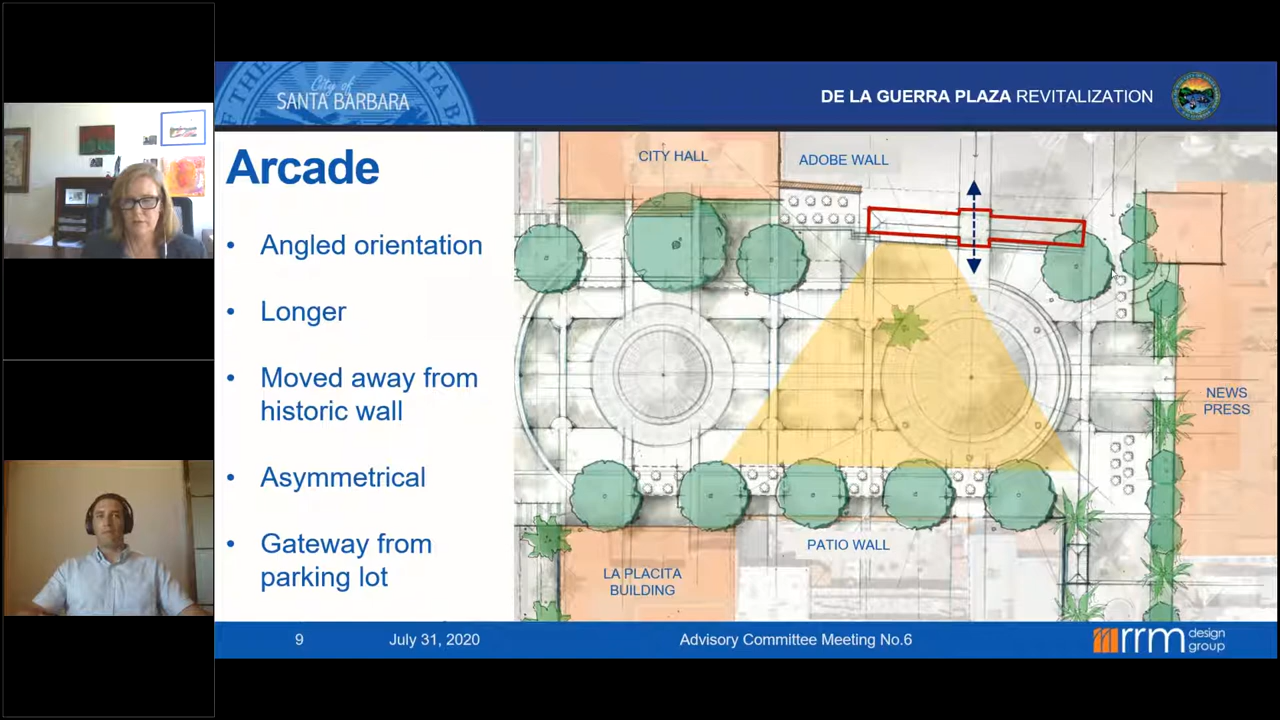 City of
SANTA BARBARA
DE LA GUERRA PLAZA REVITALIZATION
Arcade
• Angled orientation
• Longer
• Moved away from
historic wall
• Asymmetrical
• Gateway from
parking lot
CITY HALL
ADOBE WALL
NEWS
PRESS
PATIO WALL
LA PLACITA
BUILDING
9
July 31, 2020
Advisory Committee Meeting No.6
rrm design
group